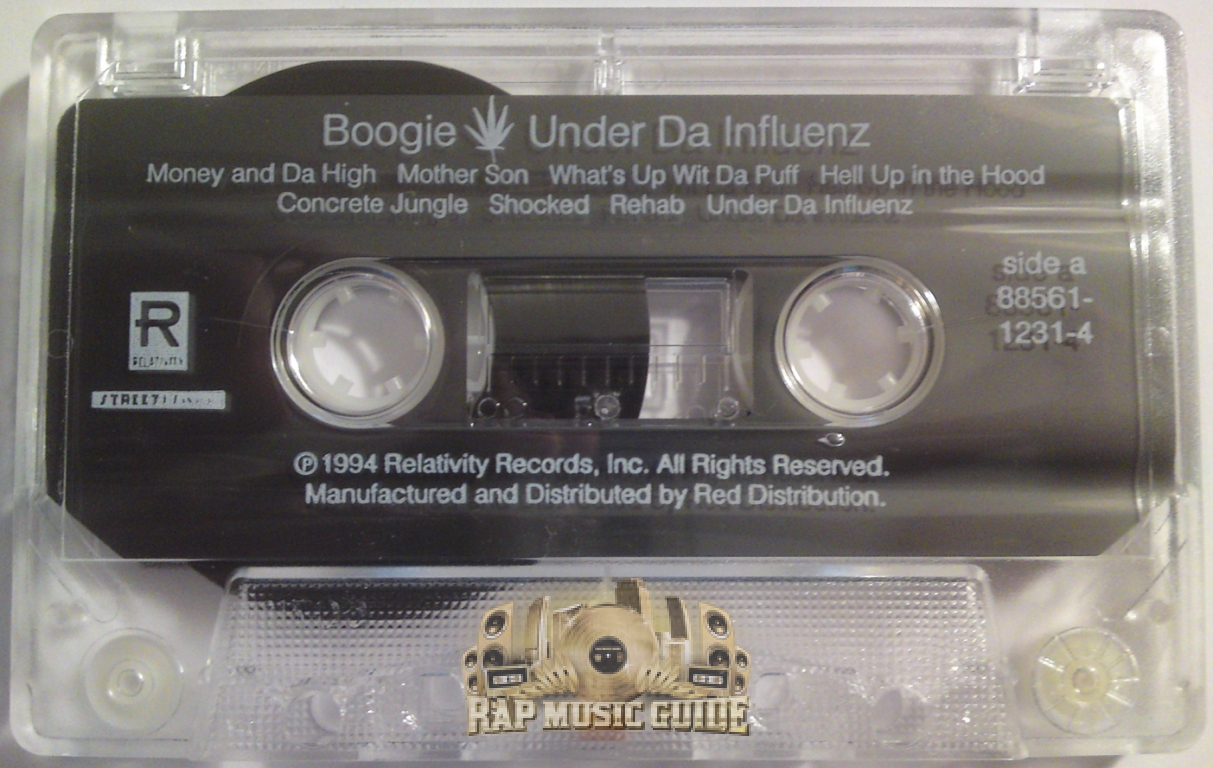 Boogie Under Da Influenz
Money and Da High Mother Son What's Up Wit Da Puff Hell Up in the Hood
Concrete Jungle Shocked Rehab Under Da Influenz
side a
88561-
1231-4
R
RELATIVITY
STREET
℗ 1994 Relativity Records, Inc. All Rights Reserved.
Manufactured and Distributed by Red Distribution.
RAP MUSIC GUIDE